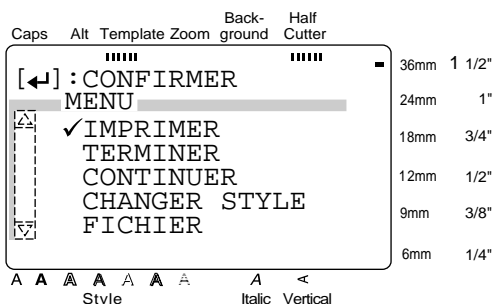 Caps Alt Template Zoom Back-ground Half Cutter
[↵]:CONFIRMER
MENU
✓IMPRIMER
TERMINER
CONTINUER
CHANGER STYLE
FICHIER
36mm 1 1/2"
24mm 1"
18mm 3/4"
12mm 1/2"
9mm 3/8"
6mm 1/4"
A A A A A A A A A
Style Italic Vertical